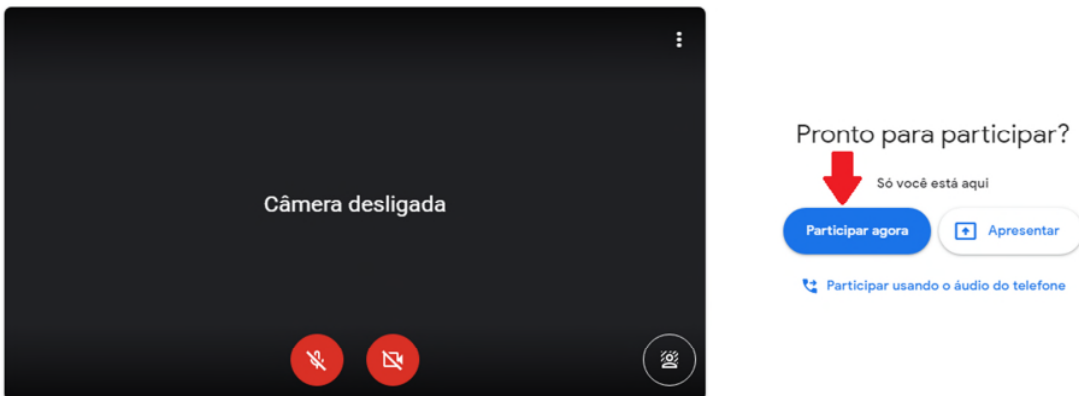 Câmera desligada
Pronto para participar?
Só você está aqui
Participar agora
Apresentar
Participar usando o áudio do telefone